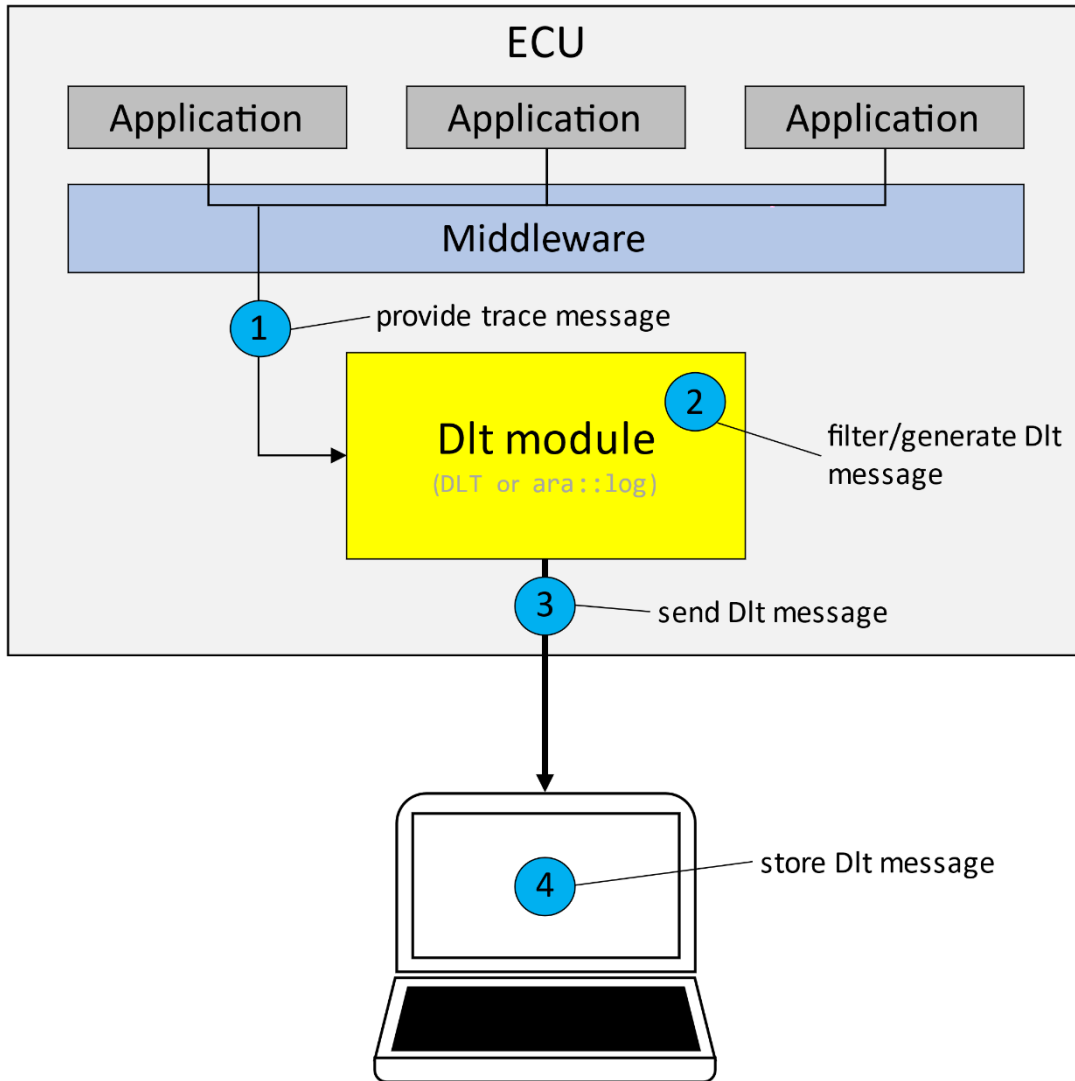 ECU
Application
Application
Application
Middleware
1
provide trace message
2
Dlt module
(DLT or ara::log)
filter/generate Dlt
message
3
send Dlt message
4
store Dlt message